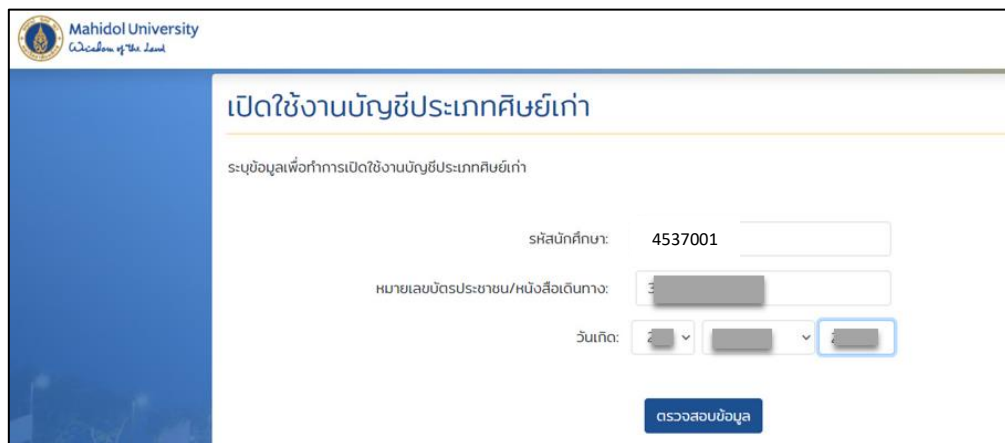 Mahidol University
Wisdom of the Land
เปิดใช้งานบัญชีประเภทศิษย์เก่า
ระบุข้อมูลเพื่อทำการเปิดใช้งานบัญชีประเภทศิษย์เก่า
รหัสนักศึกษา: 4537001
หมายเลขบัตรประชาชน/หนังสือเดินทาง: 3
วันเกิด: 2 2
ตรวจสอบข้อมูล